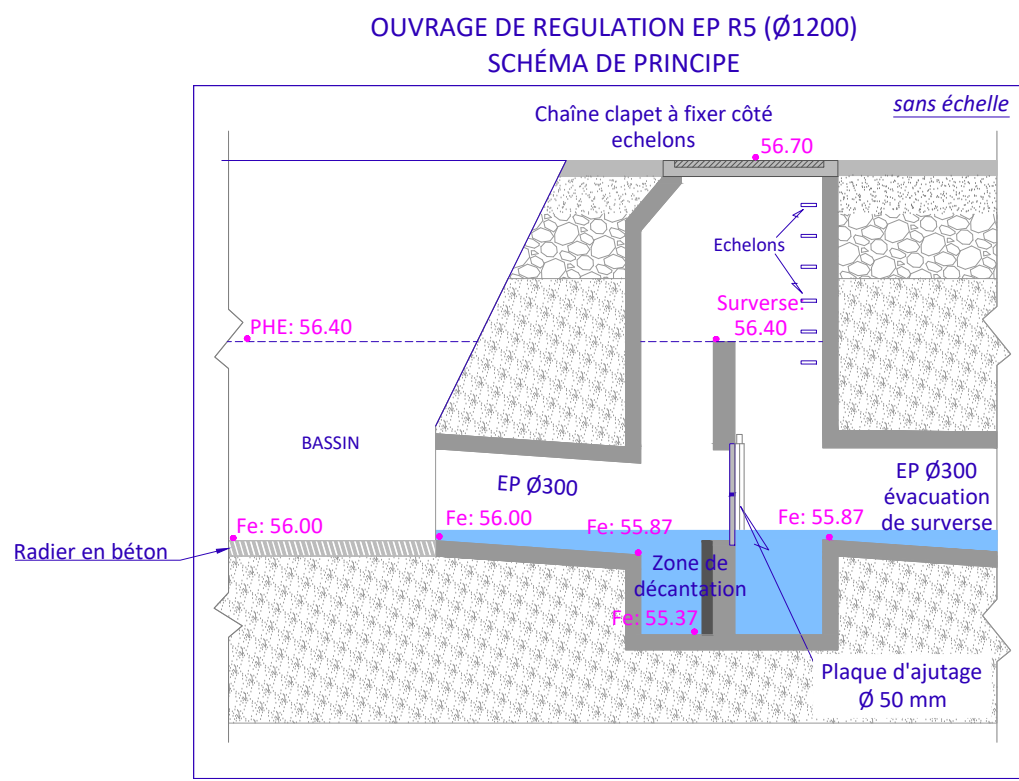 OUVRAGE DE REGULATION EP R5 (Ø1200)
SCHÉMA DE PRINCIPE
sans échelle
Chaîne clapet à fixer côté
echelons
56.70
Echelons
PHE: 56.40
Surverse:
56.40
BASSIN
EP Ø300
EP Ø300
évacuation
de surverse
Fe: 56.00
Fe: 56.00
Fe: 55.87
Fe: 55.87
Radier en béton
Zone de
décantation
Fe: 55.37
Plaque d'ajutage
Ø 50 mm